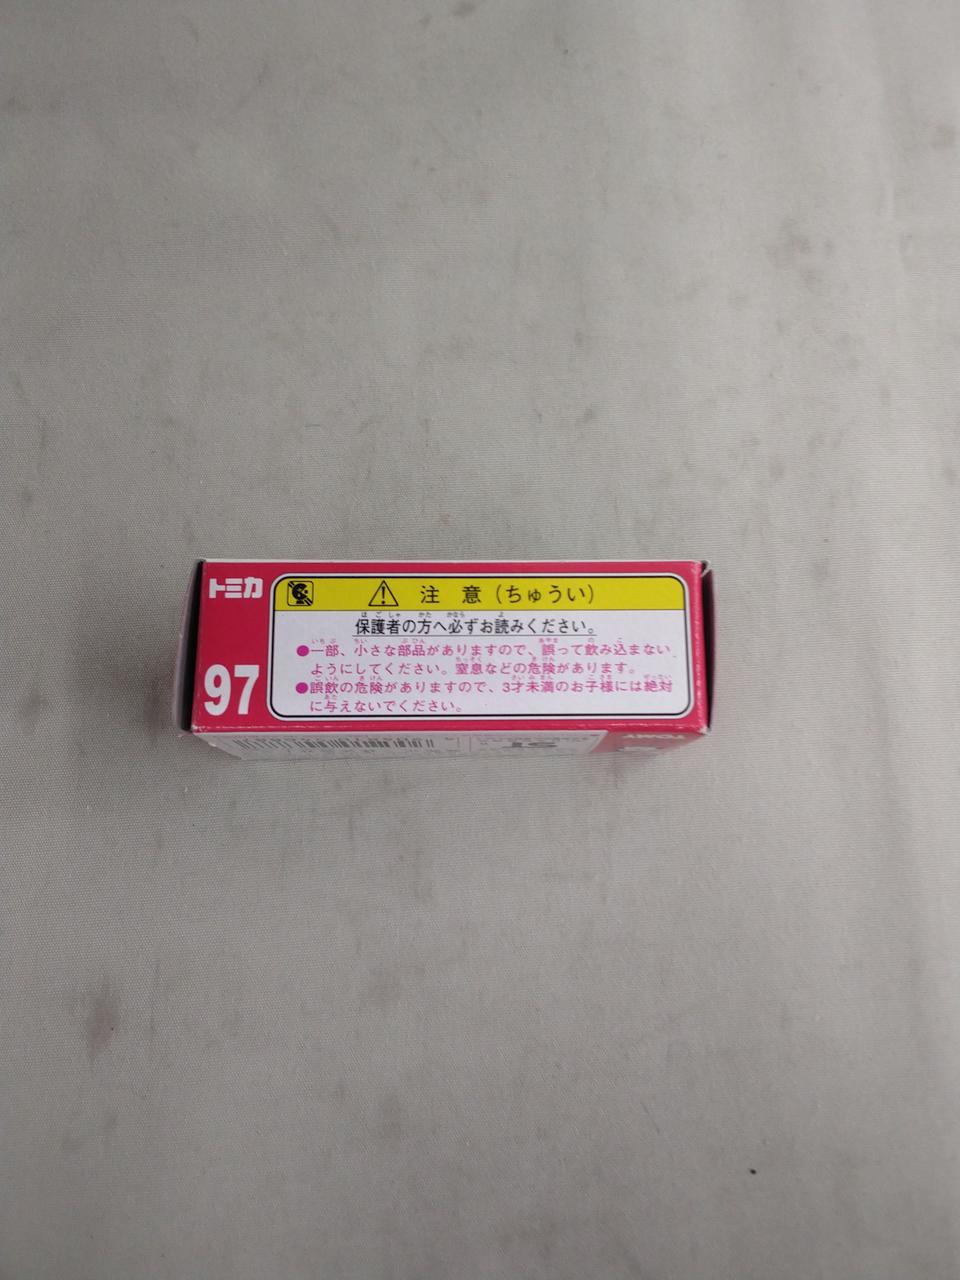 トミカ
97
注 意(ちゅうい)
保護者の方へ必ずお読みください。
●一部、小さな部品がありますので、誤って飲み込まない
ようにしてください。窒息などの危険があります。
●誤飲の危険がありますので、3才未満のお子様には絶対
に与えないでください。
TOMY